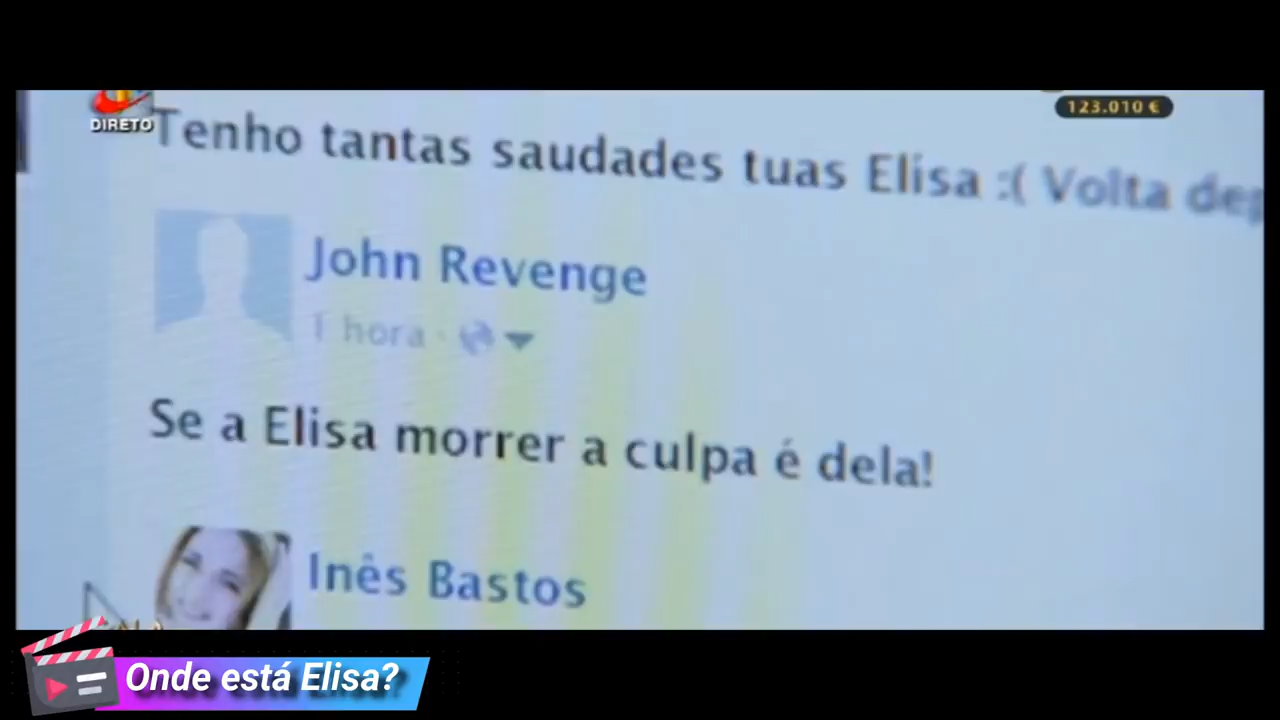 DIRETO
123.010 €
Tenho tantas saudades tuas Elisa :( Volta
John Revenge
1 hora ·
Se a Elisa morrer a culpa é dela!
Inês Bastos
Onde está Elisa?